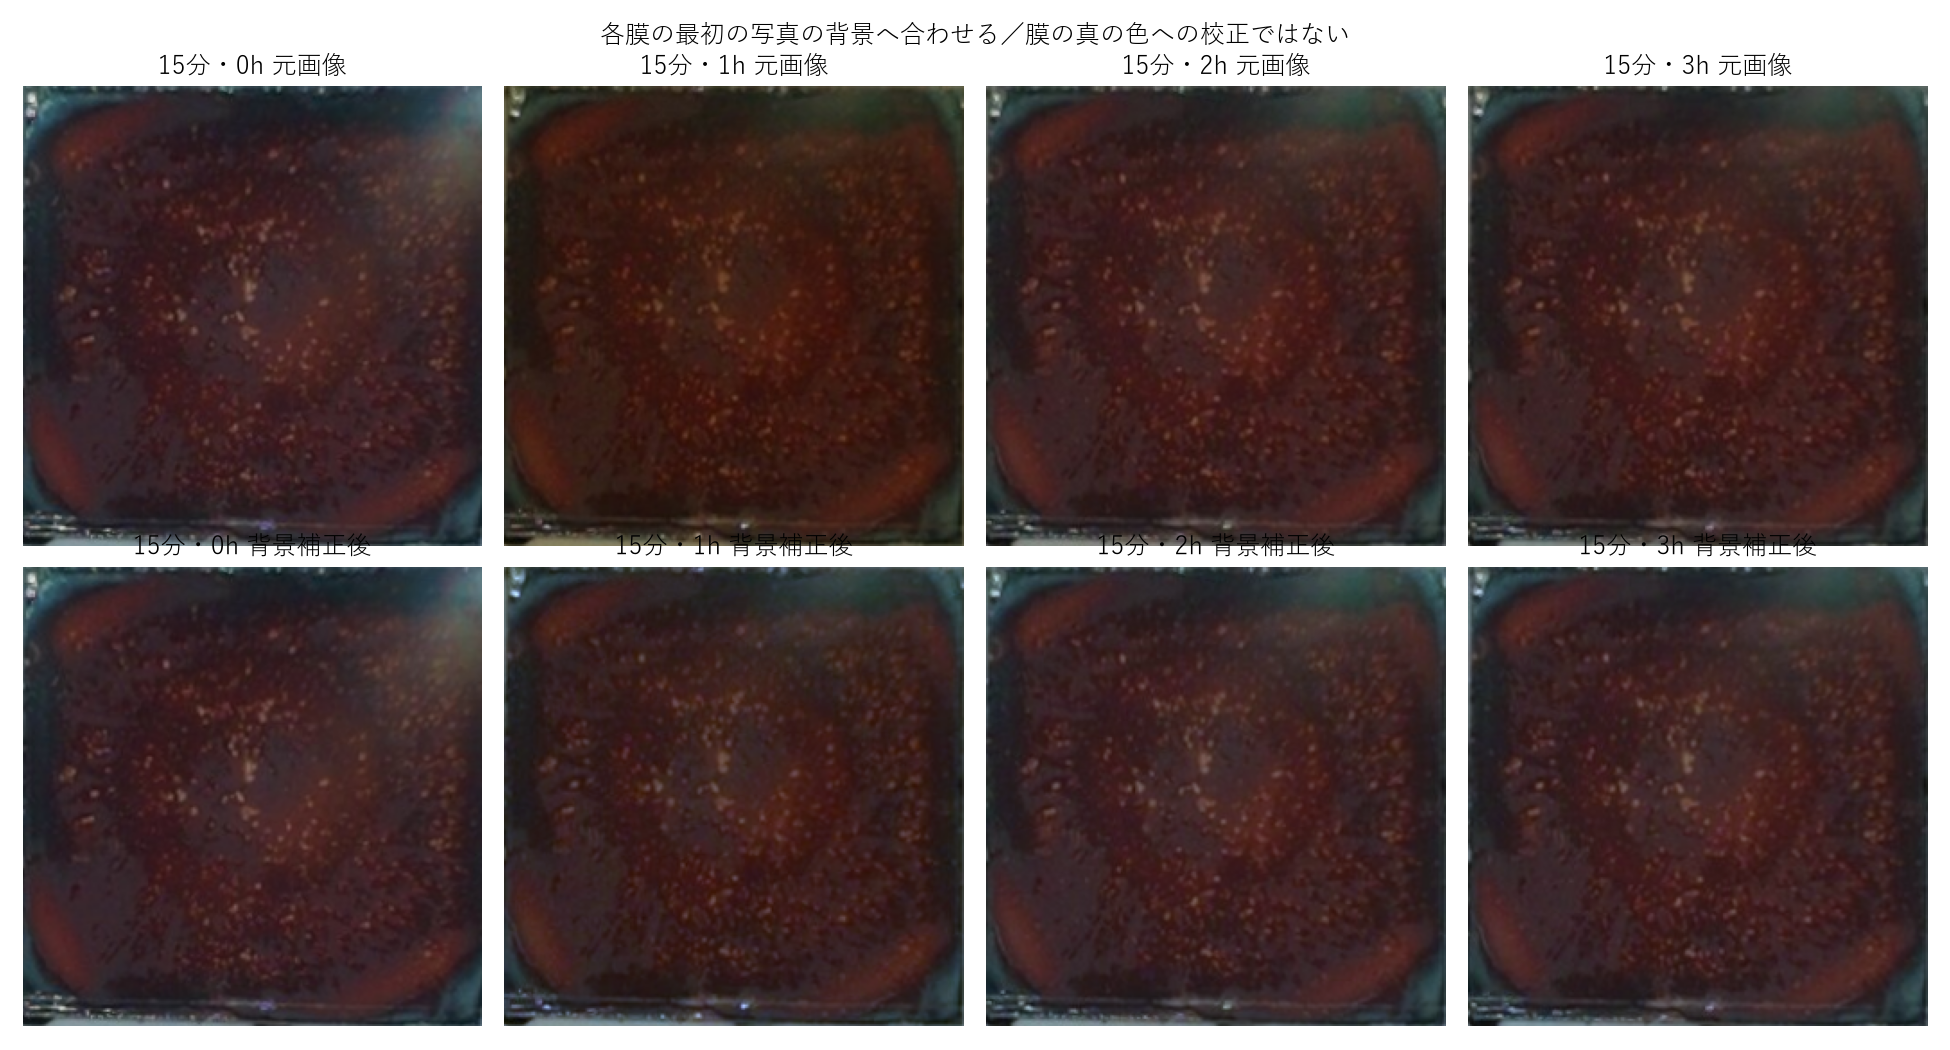 各膜の最初の写真の背景へ合わせる／膜の真の色への校正ではない
15分・0h 元画像
15分・1h 元画像
15分・2h 元画像
15分・3h 元画像
15分・0h 背景補正後
15分・1h 背景補正後
15分・2h 背景補正後
15分・3h 背景補正後